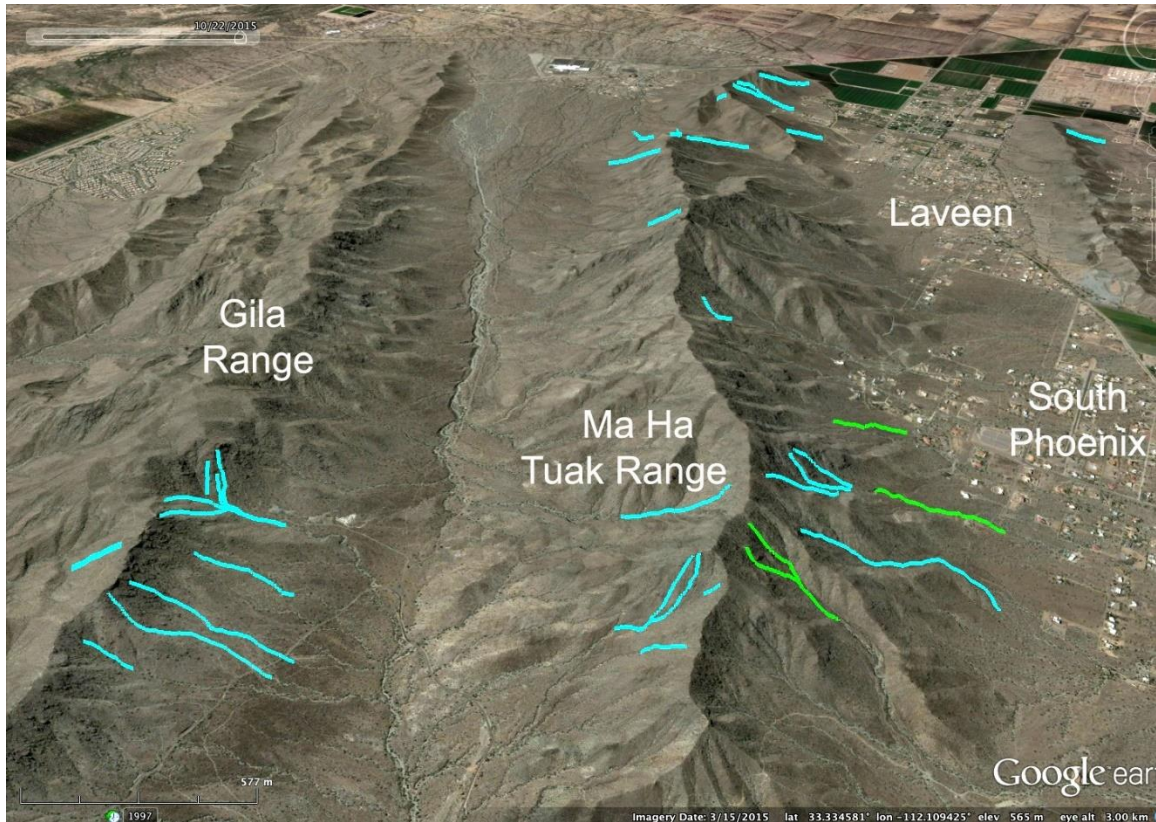 10/22/2015
Laveen
Gila
Range
South
Phoenix
Ma Ha
Tuak Range
577 m
Google ear
1997
Imagery Date: 3/15/2015 lat 33.334581° lon -112.109425° elev 565 m eye alt 3.00 km